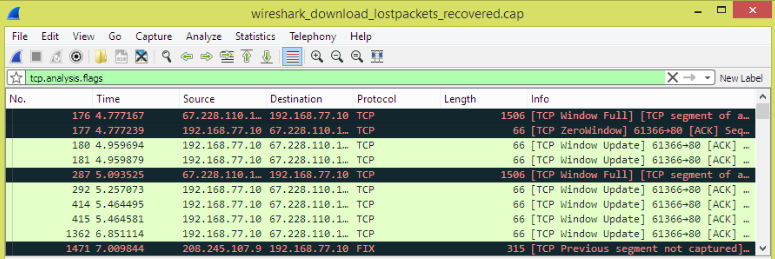 wireshark_download_lostpackets_recovered.cap
File Edit View Go Capture Analyze Statistics Telephony Help
tcp.analysis.flags New Label
No. Time Source Destination Protocol Length Info
176 4.777167 67.228.110.1… 192.168.77.10 TCP 1506 [TCP Window Full] [TCP segment of a…
177 4.777239 192.168.77.10 67.228.110.1… TCP 66 [TCP ZeroWindow] 61366→80 [ACK] Seq…
180 4.959694 192.168.77.10 67.228.110.1… TCP 66 [TCP Window Update] 61366→80 [ACK] …
181 4.959879 192.168.77.10 67.228.110.1… TCP 66 [TCP Window Update] 61366→80 [ACK] …
287 5.093525 67.228.110.1… 192.168.77.10 TCP 1506 [TCP Window Full] [TCP segment of a…
292 5.257073 192.168.77.10 67.228.110.1… TCP 66 [TCP Window Update] 61366→80 [ACK] …
414 5.464495 192.168.77.10 67.228.110.1… TCP 66 [TCP Window Update] 61366→80 [ACK] …
415 5.464581 192.168.77.10 67.228.110.1… TCP 66 [TCP Window Update] 61366→80 [ACK] …
1362 6.851114 192.168.77.10 67.228.110.1… TCP 66 [TCP Window Update] 61366→80 [ACK] …
1471 7.009844 208.245.107.9 192.168.77.10 FIX 315 [TCP Previous segment not captured]…